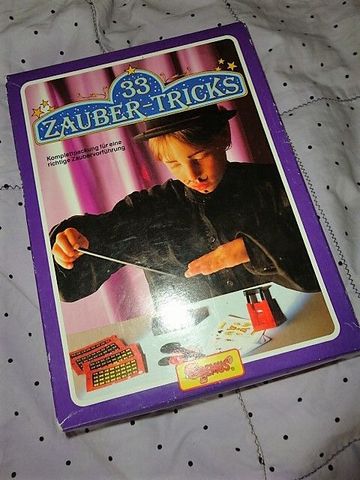 33
ZAUBER-TRICKS
Komplettpackung für eine
richtige Zaubervorführung